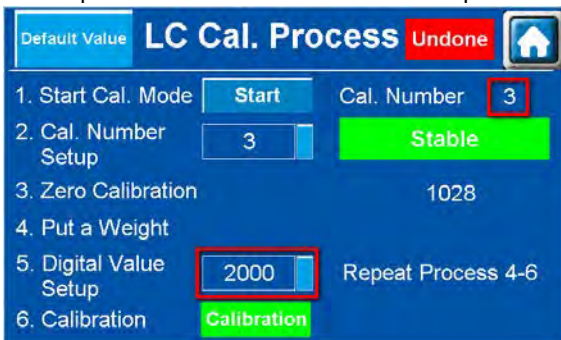 Default Value LC Cal. Process Undone
1. Start Cal. Mode Start Cal. Number 3
2. Cal. Number Setup 3 Stable
3. Zero Calibration 1028
4. Put a Weight
5. Digital Value Setup 2000 Repeat Process 4-6
6. Calibration Calibration